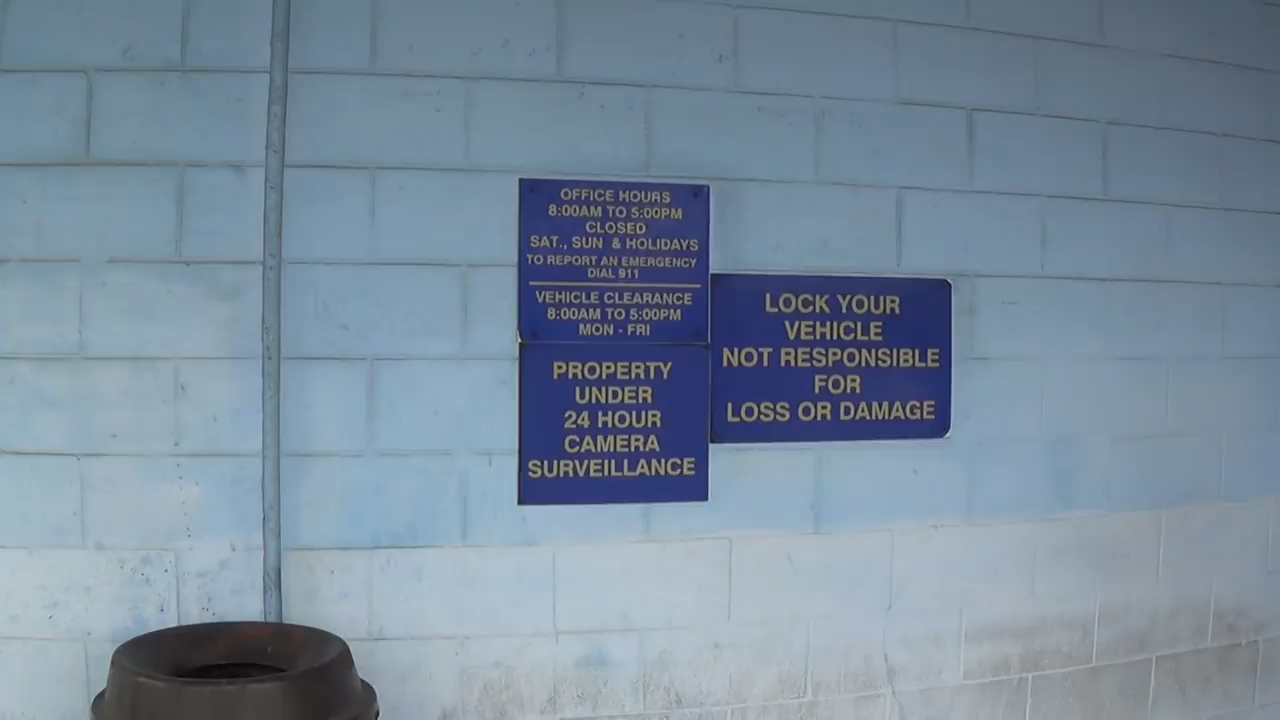 OFFICE HOURS
8:00AM TO 5:00PM
CLOSED
SAT., SUN & HOLIDAYS
TO REPORT AN EMERGENCY
DIAL 911
VEHICLE CLEARANCE
8:00AM TO 5:00PM
MON - FRI
PROPERTY
UNDER
24 HOUR
CAMERA
SURVEILLANCE
LOCK YOUR
VEHICLE
NOT RESPONSIBLE
FOR
LOSS OR DAMAGE